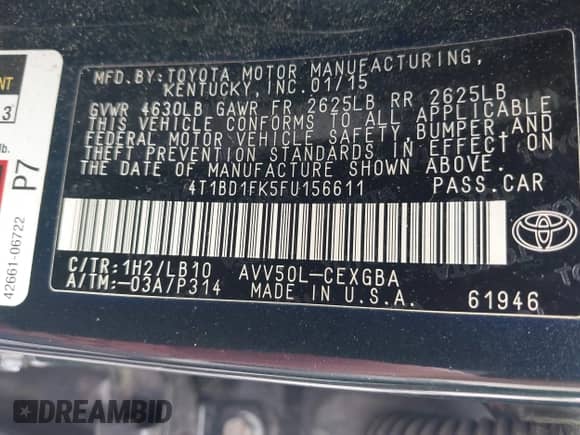 MFD.BY:TOYOTA MOTOR MANUFACTURING,
KENTUCKY, INC.01/15
GVWR 4630LB GAWR FR 2625LB RR 2625LB
THIS VEHICLE CONFORMS TO ALL APPLICABLE
FEDERAL MOTOR VEHICLE SAFETY,BUMPER,AND
THEFT PREVENTION STANDARDS IN EFFECT ON
THE DATE OF MANUFACTURE SHOWN ABOVE.
4T1BD1FK5FU156611 PASS.CAR
C/TR:1H2/LB10 AVV50L-CEXGBA
A/TM:-03A/P314 MADE IN U.S.A. 61946
3
lb.
P7
42661-06722
DREAMBID